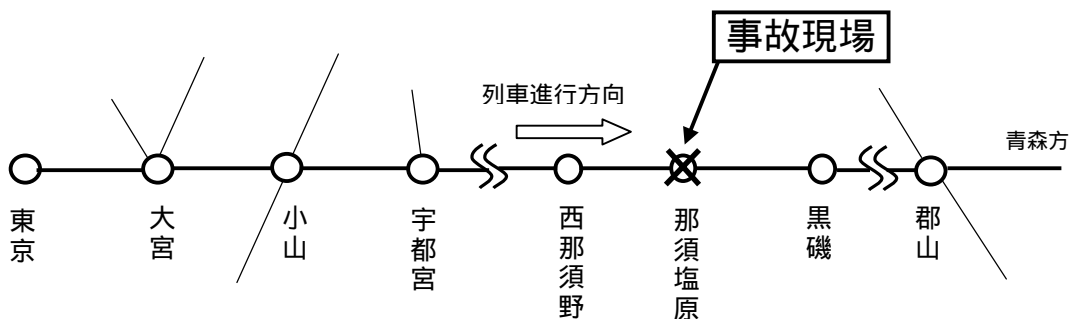 事故現場
列車進行方向
青森方
東京
大宮
小山
宇都宮
西那須野
那須塩原
黒磯
郡山